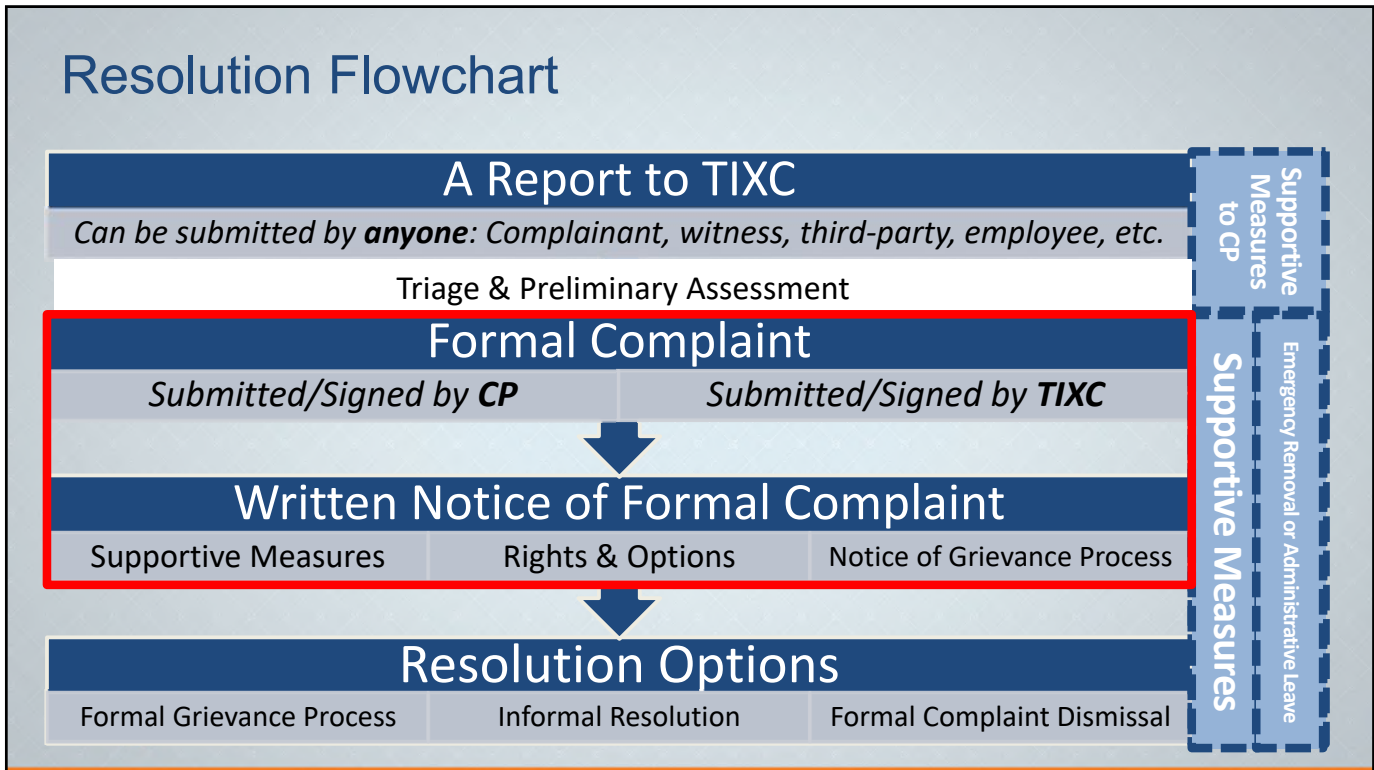 Resolution Flowchart
A Report to TIXC
Can be submitted by anyone: Complainant, witness, third-party, employee, etc.
Triage & Preliminary Assessment
Formal Complaint
Submitted/Signed by CP
Submitted/Signed by TIXC
Written Notice of Formal Complaint
Supportive Measures
Rights & Options
Notice of Grievance Process
Resolution Options
Formal Grievance Process
Informal Resolution
Formal Complaint Dismissal
Supportive
Measures
to CP
Supportive Measures
Emergency Removal or Administrative Leave